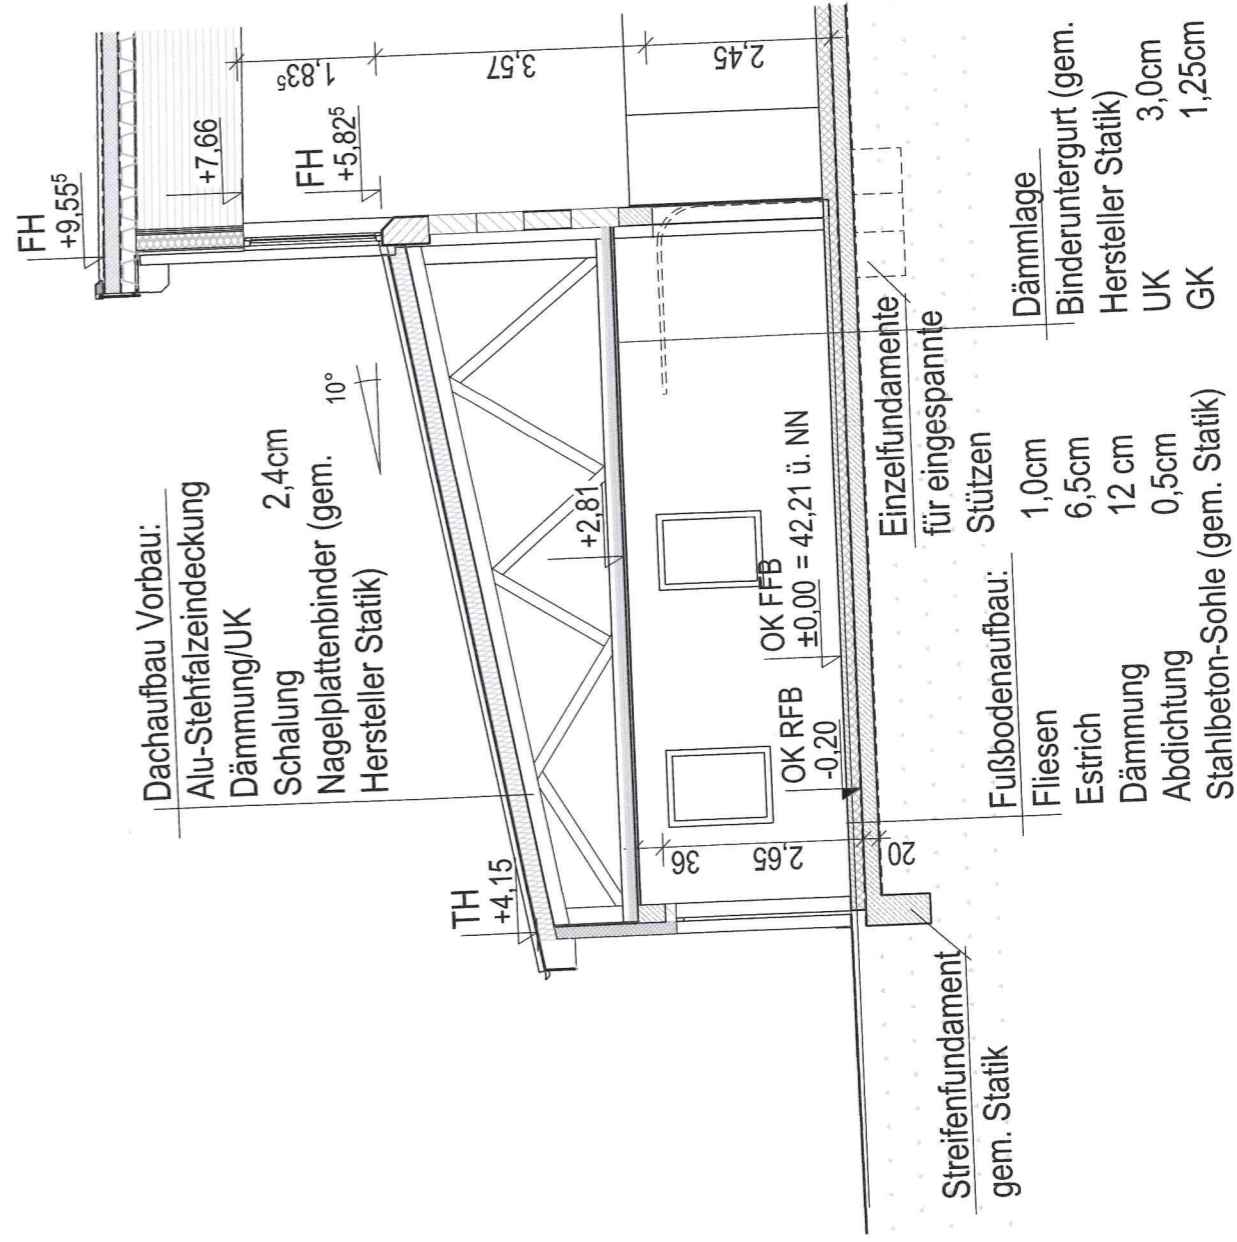 FH
+9,55⁵
+7,66
FH
+5,82⁵
1,83⁵
3,57
2,45
Dachaufbau Vorbau:
Alu-Stehfalzeindeckung
Dämmung/UK
Schalung 2,4cm
Nagelplattenbinder (gem.
Hersteller Statik)
10°
TH
+4,15
+2,81
36
2,65
20
OK RFB
-0,20
OK FFB
±0,00 = 42,21 ü. NN
Einzelfundamente
für eingespannte
Stützen
Dämmlage
Binderuntergurt (gem.
Hersteller Statik)
UK 3,0cm
GK 1,25cm
Fußbodenaufbau:
Fliesen 1,0cm
Estrich 6,5cm
Dämmung 12 cm
Abdichtung 0,5cm
Stahlbeton-Sohle (gem. Statik)
Streifenfundament
gem. Statik